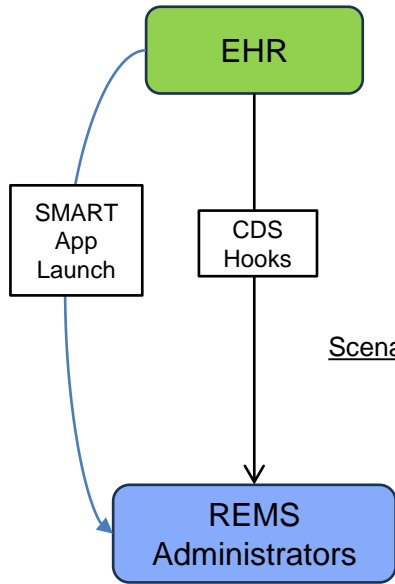 EHR
SMART
App
Launch
CDS
Hooks
REMS
Administrators